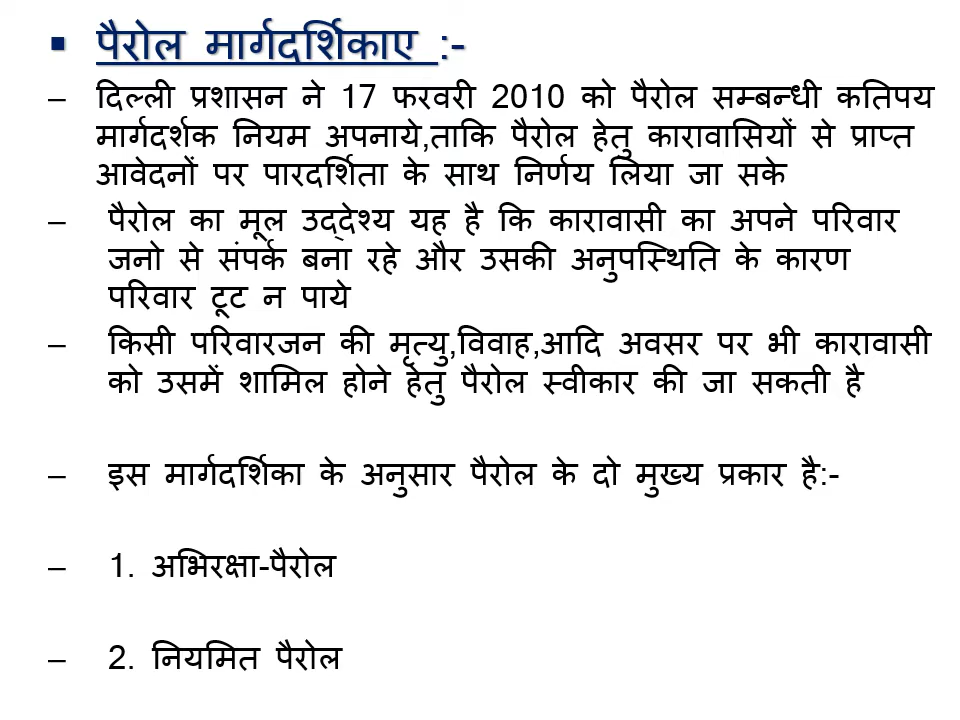 ▪ पैरोल मार्गदर्शिकाए :-
– दिल्ली प्रशासन ने 17 फरवरी 2010 को पैरोल सम्बन्धी कतिपय
मार्गदर्शक नियम अपनाये,ताकि पैरोल हेतु कारावासियों से प्राप्त
आवेदनों पर पारदर्शिता के साथ निर्णय लिया जा सके
– पैरोल का मूल उद्देश्य यह है कि कारावासी का अपने परिवार
जनो से संपर्क बना रहे और उसकी अनुपस्थिति के कारण
परिवार टूट न पाये
– किसी परिवारजन की मृत्यु,विवाह,आदि अवसर पर भी कारावासी
को उसमें शामिल होने हेतु पैरोल स्वीकार की जा सकती है
– इस मार्गदर्शिका के अनुसार पैरोल के दो मुख्य प्रकार है:-
– 1. अभिरक्षा-पैरोल
– 2. नियमित पैरोल